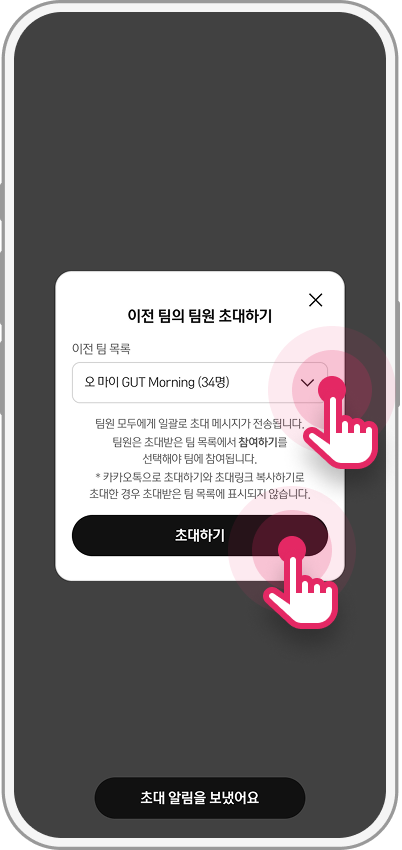 이전 팀의 팀원 초대하기
이전 팀 목록
오 마이 GUT Morning (34명)
팀원 모두에게 일괄로 초대 메시지가 전송됩니다.
팀원은 초대받은 팀 목록에서 참여하기를
선택해야 팀에 참여됩니다.
* 카카오톡으로 초대하기와 초대링크 복사하기로
초대한 경우 초대받은 팀 목록에 표시되지 않습니다.
초대하기
초대 알림을 보냈어요